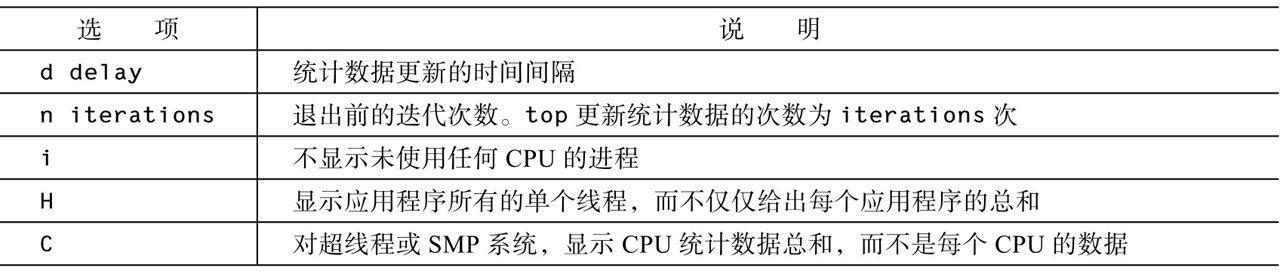 选 项 说 明
d delay 统计数据更新的时间间隔
n iterations 退出前的迭代次数。top 更新统计数据的次数为 iterations 次
i 不显示未使用任何 CPU 的进程
H 显示应用程序所有的单个线程，而不仅仅给出每个应用程序的总和
C 对超线程或 SMP 系统，显示 CPU 统计数据总和，而不是每个 CPU 的数据